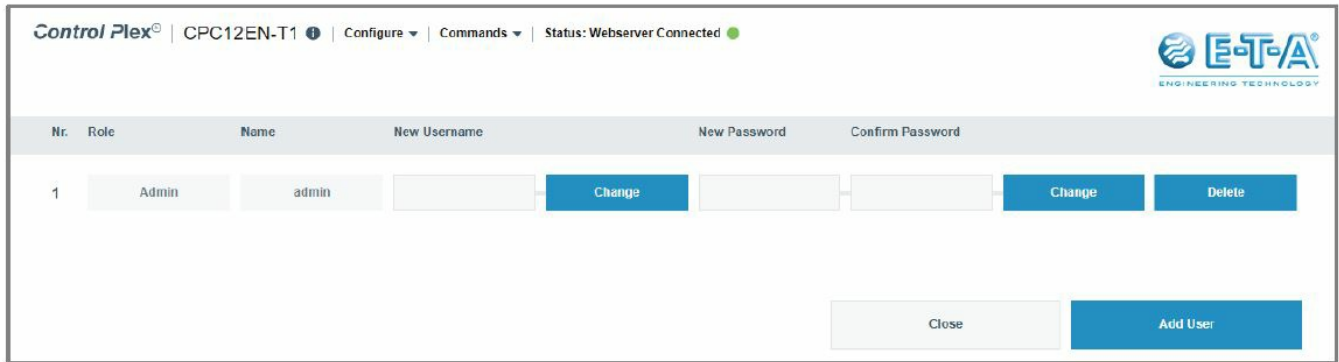 Control Plex® | CPC12EN-T1 i | Configure | Commands | Status: Webserver Connected
E-T-A®
ENGINEERING TECHNOLOGY
Nr. Role Name New Username New Password Confirm Password
1 Admin admin Change Change Delete
Close Add User